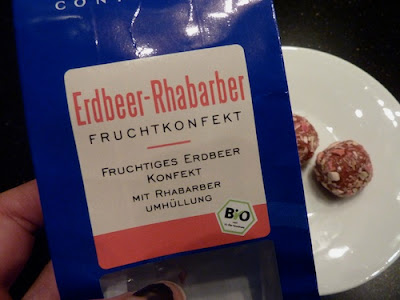 Erdbeer-Rhabarber
FRUCHTKONFEKT
FRUCHTIGES ERDBEER
KONFEKT
MIT RHABARBER
UMHÜLLUNG
BIO